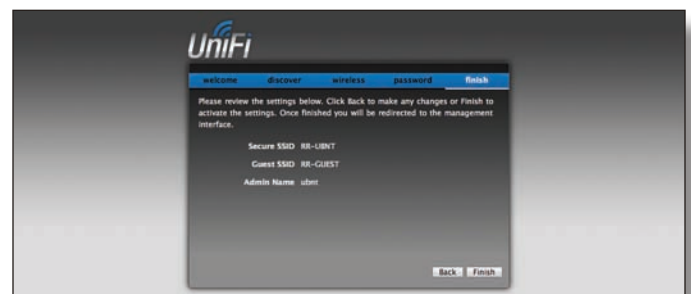 UniFi
welcome discover wireless password finish
Please review the settings below. Click Back to make any changes or Finish to
activate the settings. Once finished you will be redirected to the management
interface.
Secure SSID RR-UBNT
Guest SSID RR-GUEST
Admin Name ubnt
Back Finish